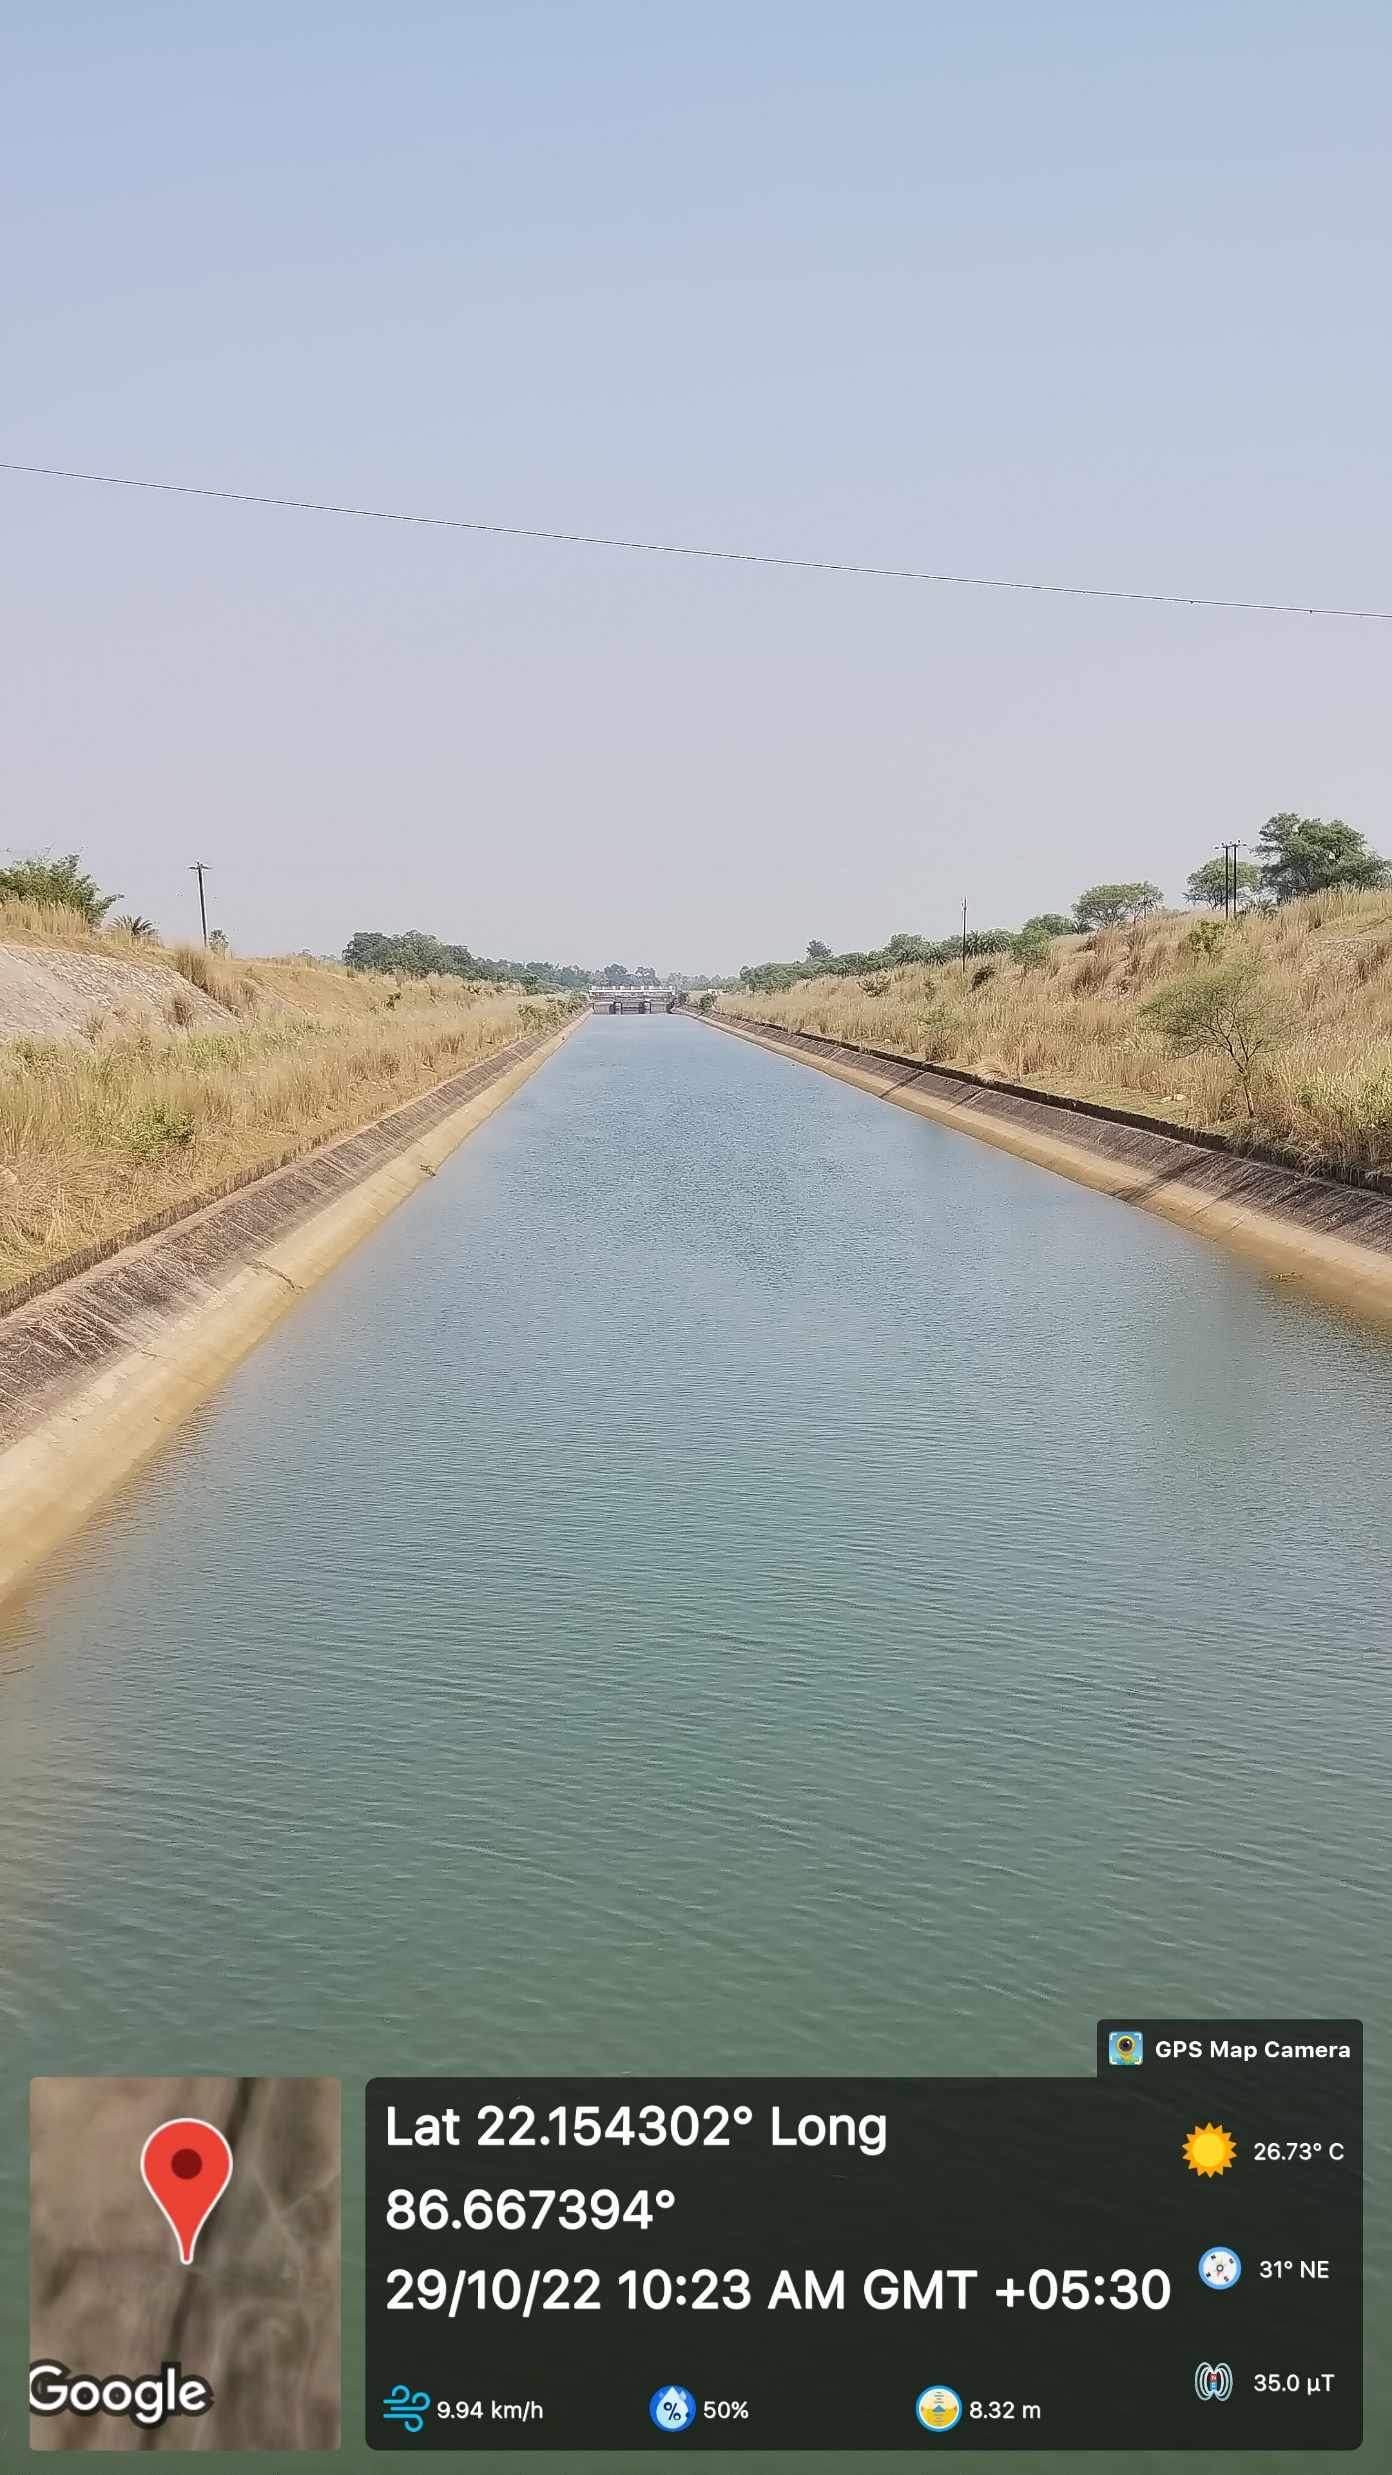 GPS Map Camera
Lat 22.154302° Long
86.667394°
29/10/22 10:23 AM GMT +05:30
26.73° C
31° NE
35.0 µT
9.94 km/h
50%
8.32 m
Google